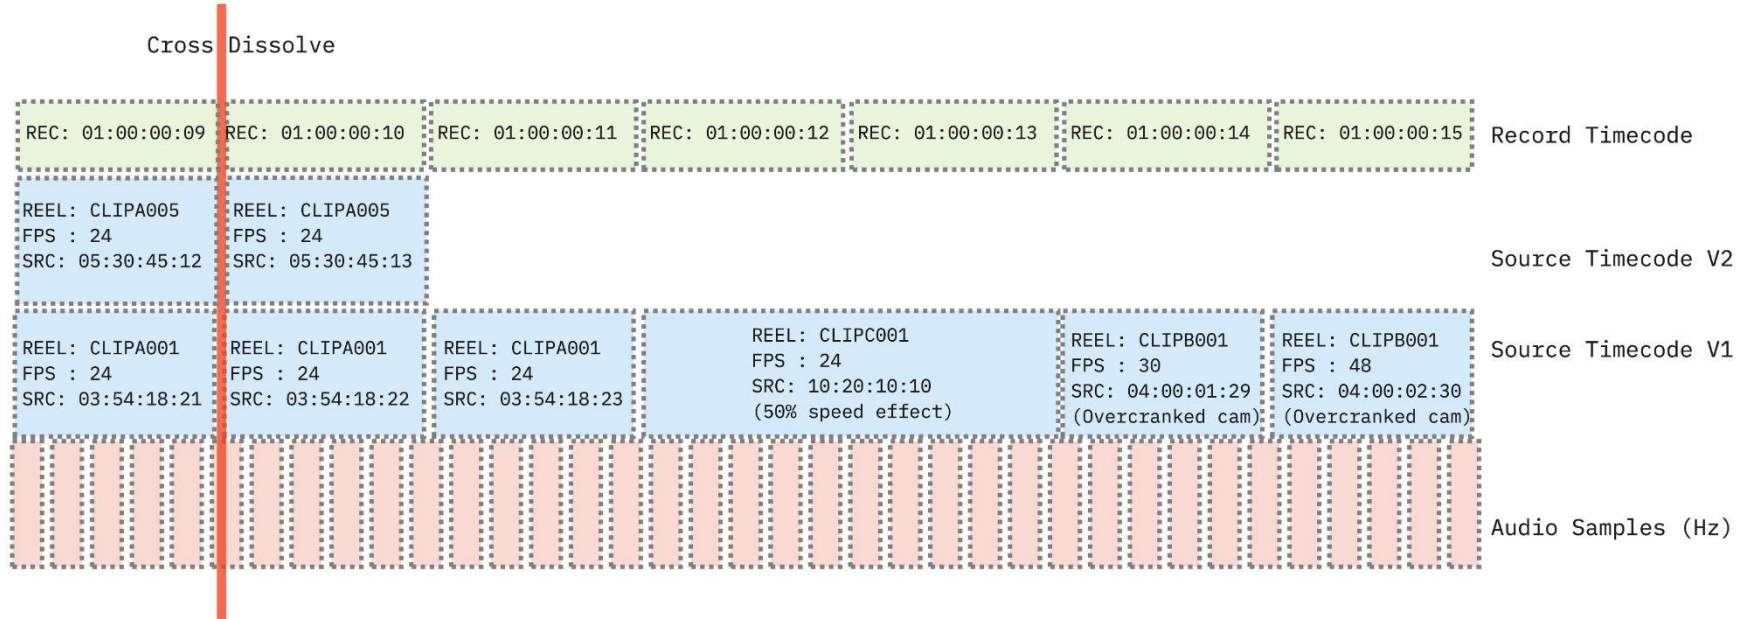 Cross Dissolve
REC: 01:00:00:09
REC: 01:00:00:10
REC: 01:00:00:11
REC: 01:00:00:12
REC: 01:00:00:13
REC: 01:00:00:14
REC: 01:00:00:15
Record Timecode
REEL: CLIPA005
FPS : 24
SRC: 05:30:45:12
REEL: CLIPA005
FPS : 24
SRC: 05:30:45:13
Source Timecode V2
REEL: CLIPA001
FPS : 24
SRC: 03:54:18:21
REEL: CLIPA001
FPS : 24
SRC: 03:54:18:22
REEL: CLIPA001
FPS : 24
SRC: 03:54:18:23
REEL: CLIPC001
FPS : 24
SRC: 10:20:10:10
(50% speed effect)
REEL: CLIPB001
FPS : 30
SRC: 04:00:01:29
(Overcranked cam)
REEL: CLIPB001
FPS : 48
SRC: 04:00:02:30
(Overcranked cam)
Source Timecode V1
Audio Samples (Hz)